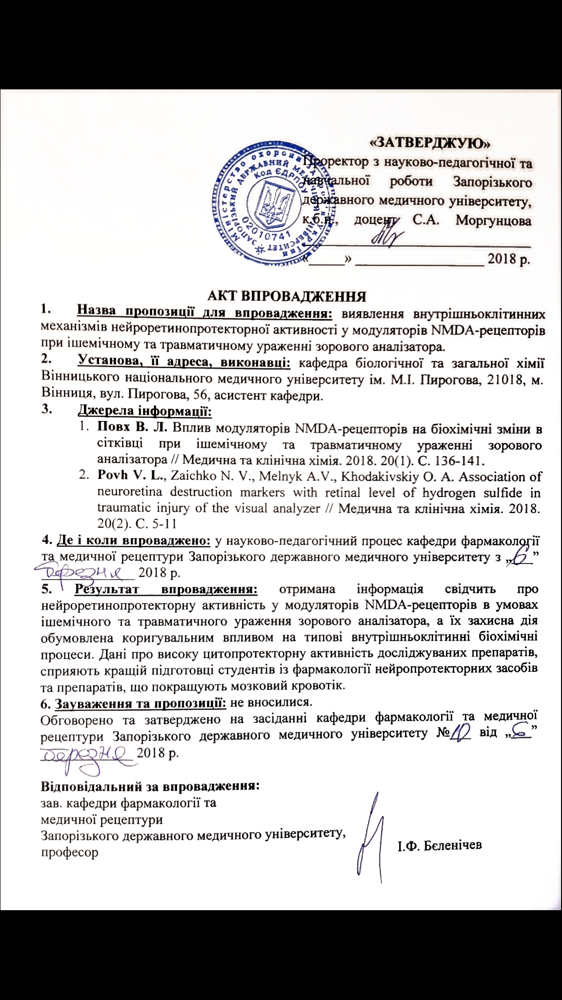 «ЗАТВЕРДЖУЮ»
Проректор з науково-педагогічної та
навчальної роботи Запорізького
державного медичного університету,
к.б.н., доцент С.А. Моргунцова
«_____» __________________ 2018 р.
Міністерство охорони здоров'я України
ЗАПОРІЗЬКИЙ ДЕРЖАВНИЙ МЕДИЧНИЙ УНІВЕРСИТЕТ
Код ЄДРПОУ
02010741
АКТ ВПРОВАДЖЕННЯ
1. Назва пропозиції для впровадження: виявлення внутрішньоклітинних
механізмів нейроретинопротекторної активності у модуляторів NMDA-рецепторів
при ішемічному та травматичному ураженні зорового аналізатора.
2. Установа, її адреса, виконавці: кафедра біологічної та загальної хімії
Вінницького національного медичного університету ім. М.І. Пирогова, 21018, м.
Вінниця, вул. Пирогова, 56, асистент кафедри.
3. Джерела інформації:
1. Повх В. Л. Вплив модуляторів NMDA-рецепторів на біохімічні зміни в
сітківці при ішемічному та травматичному ураженні зорового
аналізатора // Медична та клінічна хімія. 2018. 20(1). С. 136-141.
2. Povh V. L., Zaichko N. V., Melnyk A.V., Khodakivskiy O. A. Association of
neuroretina destruction markers with retinal level of hydrogen sulfide in
traumatic injury of the visual analyzer // Медична та клінічна хімія. 2018.
20(2). С. 5-11
4. Де і коли впроваджено: у науково-педагогічний процес кафедри фармакології
та медичної рецептури Запорізького державного медичного університету з „6”
березня 2018 р.
5. Результат впровадження: отримана інформація свідчить про
нейроретинопротекторну активність у модуляторів NMDA-рецепторів в умовах
ішемічного та травматичного ураження зорового аналізатора, а їх захисна дія
обумовлена коригувальним впливом на типові внутрішньоклітинні біохімічні
процеси. Дані про високу цитопротекторну активність досліджуваних препаратів,
сприяють кращій підготовці студентів із фармакології нейропротекторних засобів
та препаратів, що покращують мозковий кровотік.
6. Зауваження та пропозиції: не вносилися.
Обговорено та затверджено на засіданні кафедри фармакології та медичної
рецептури Запорізького державного медичного університету №10 від „6”
березня 2018 р.
Відповідальний за впровадження:
зав. кафедри фармакології та
медичної рецептури
Запорізького державного медичного університету,
професор
І.Ф. Бєленічев